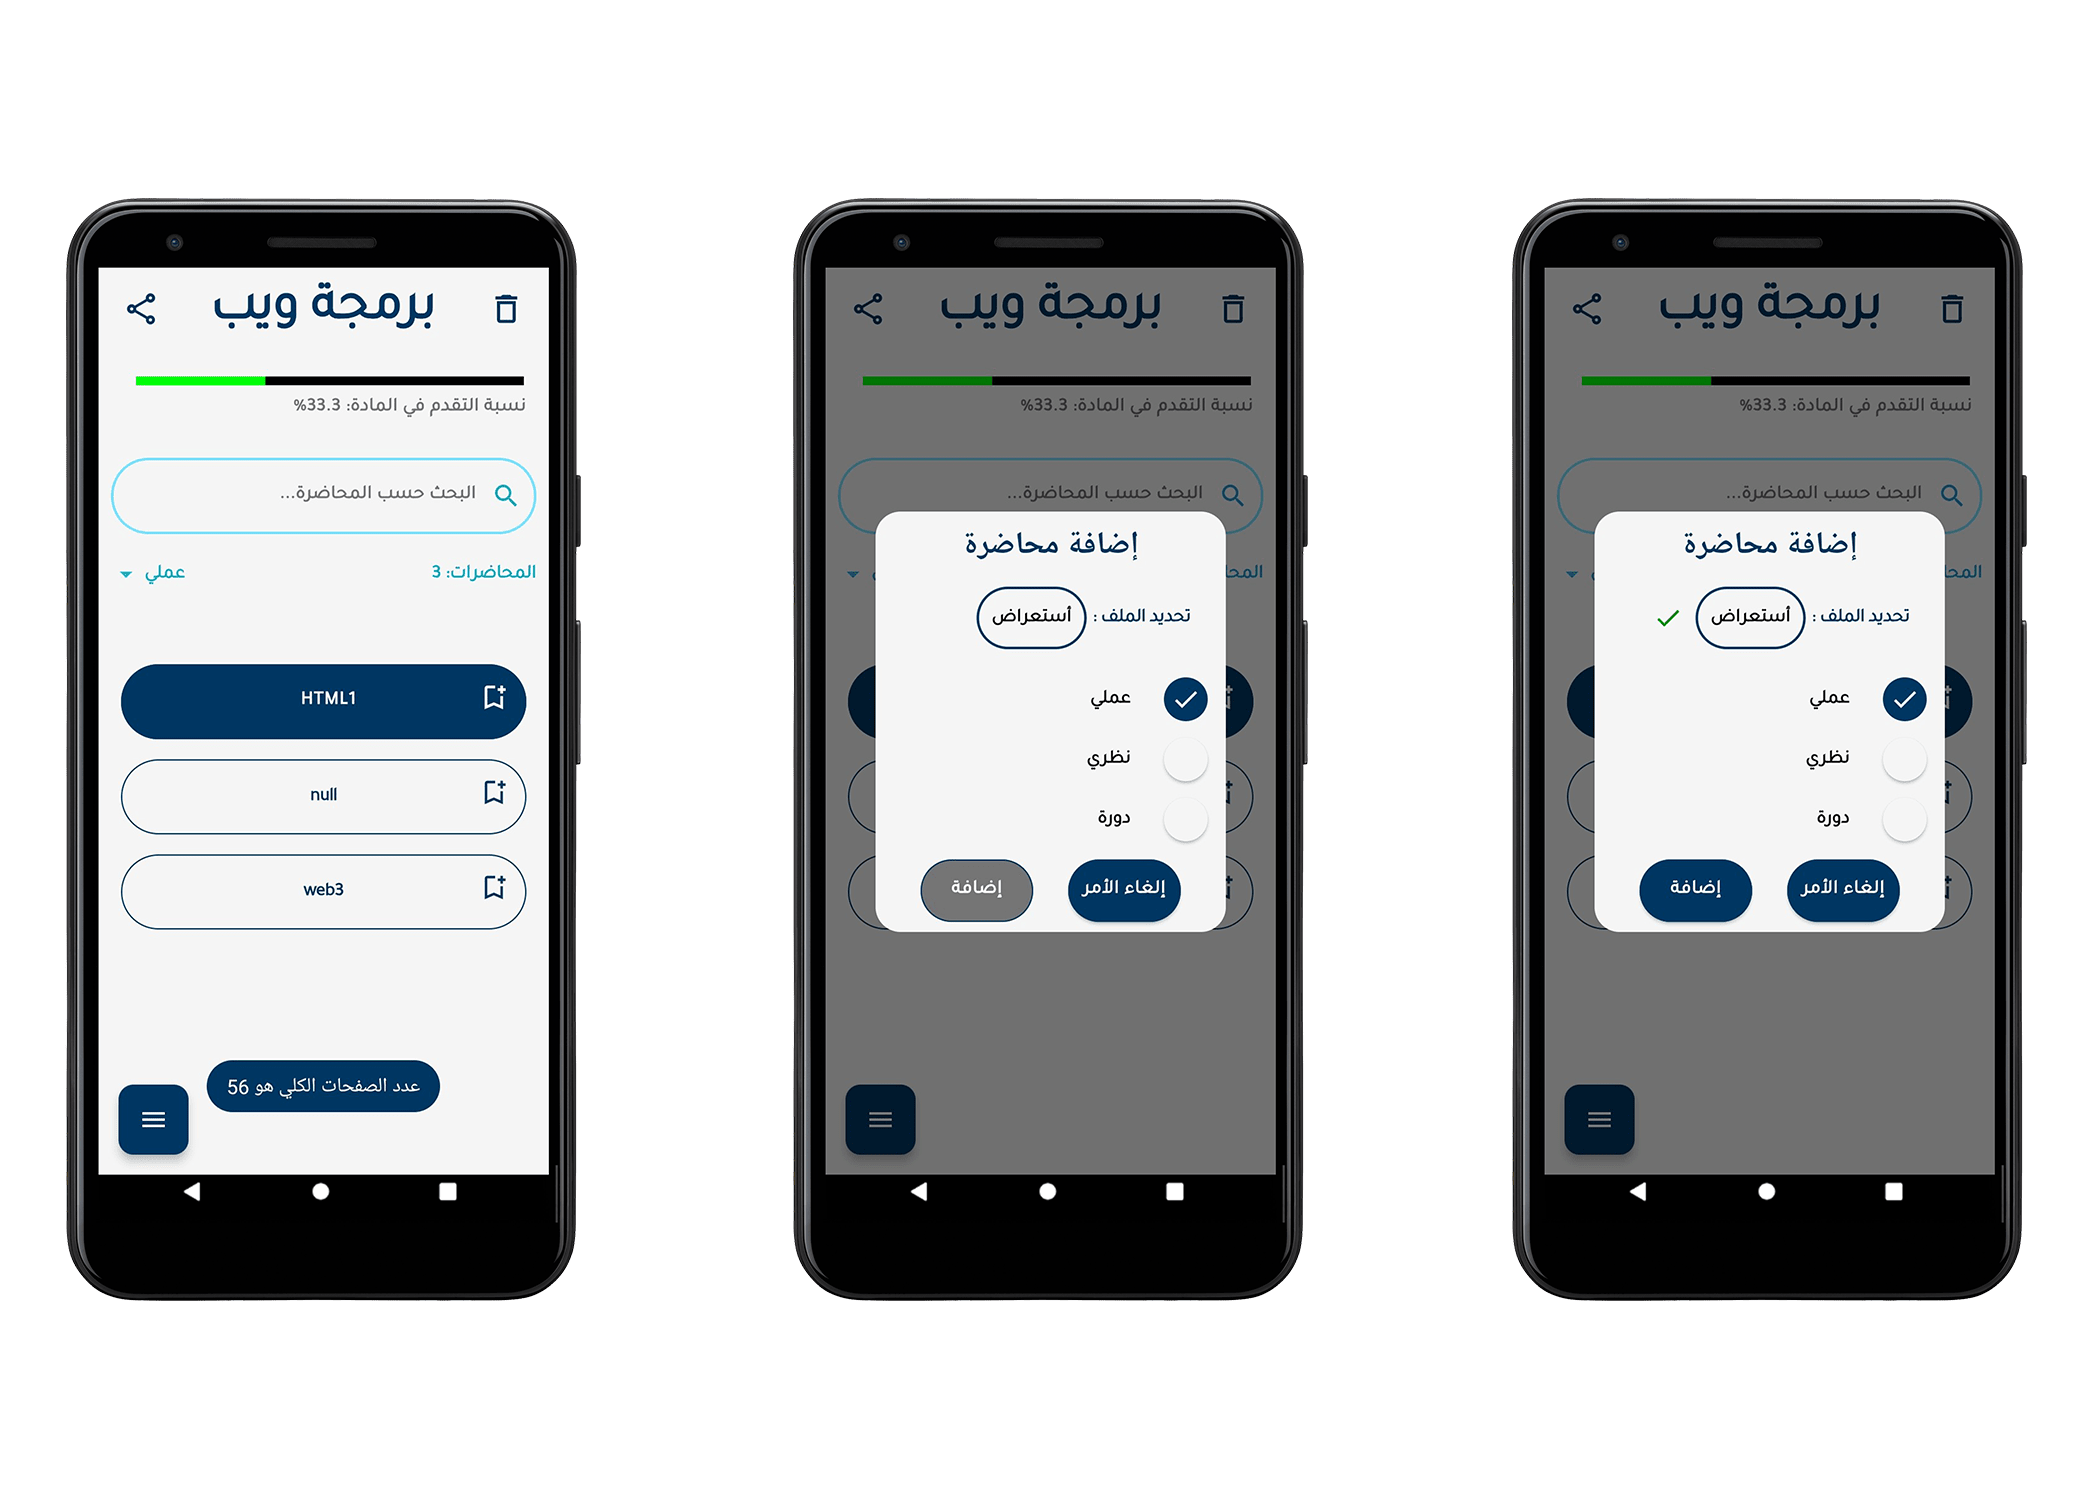 برمجة ويب
نسبة التقدم في المادة: 33.3%
البحث حسب المحاضرة...
المحاضرات: 3 عملي
HTML1
null
web3
عدد الصفحات الكلي هو 56
برمجة ويب
نسبة التقدم في المادة: 33.3%
البحث حسب المحاضرة...
إضافة محاضرة
تحديد الملف : أستعراض
عملي
نظري
دورة
إلغاء الأمر إضافة
برمجة ويب
نسبة التقدم في المادة: 33.3%
البحث حسب المحاضرة...
إضافة محاضرة
تحديد الملف : أستعراض
عملي
نظري
دورة
إلغاء الأمر إضافة